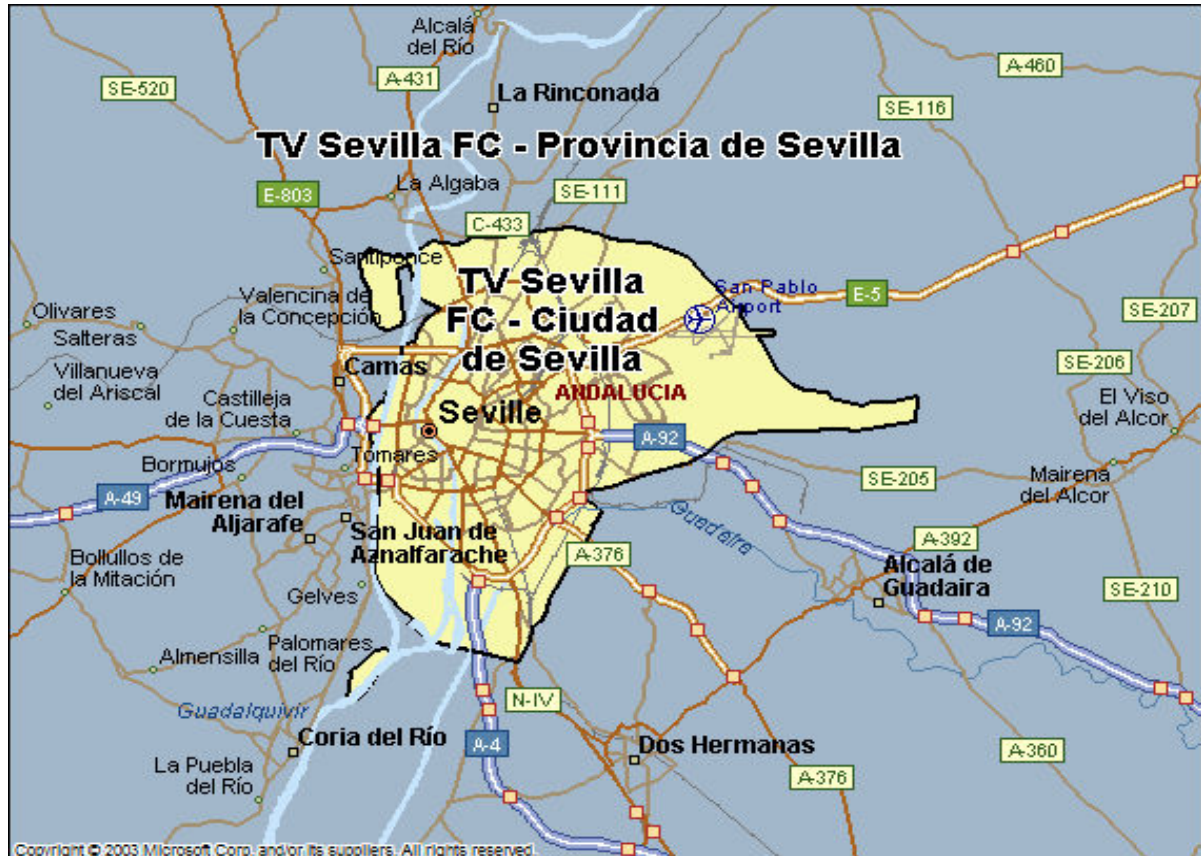 Alcalá
del Río
A-431
A-460
SE-520
La Rinconada
SE-116
TV Sevilla FC - Provincia de Sevilla
La Algaba
E-803
SE-111
C-433
Santiponce
TV Sevilla
FC - Ciudad
de Sevilla
San Pablo
Airport
E-5
Valencina de
la Concepción
Olivares
Salteras
SE-207
Camas
Villanueva
del Ariscal
SE-206
ANDALUCIA
Castilleja
de la Cuesta
Seville
El Viso
del Alcor
A-92
Tomares
Bormujos
SE-205
Mairena
del Alcor
A-49
Mairena del
Aljarafe
San Juan de
Aznalfarache
Guadaira
A-392
A-376
Bollullos de
la Mitación
Alcalá de
Guadaira
Gelves
SE-210
A-92
Palomares
del Río
Almensilla
N-IV
Guadalquivir
Coria del Río
A-4
Dos Hermanas
A-360
La Puebla
del Río
A-376
Copyright © 2003 Microsoft Corp. and/or its suppliers. All rights reserved.